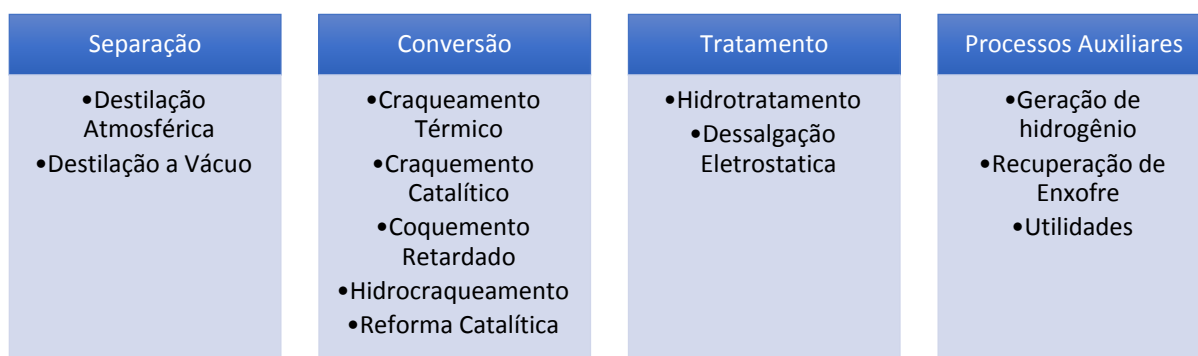 Separação
•Destilação
Atmosférica
•Destilação a Vácuo
Conversão
•Craqueamento
Térmico
•Craquemento
Catalítico
•Coquemento
Retardado
•Hidrocraqueamento
•Reforma Catalítica
Tratamento
•Hidrotratamento
•Dessalgação
Eletrostatica
Processos Auxiliares
•Geração de
hidrogênio
•Recuperação de
Enxofre
•Utilidades